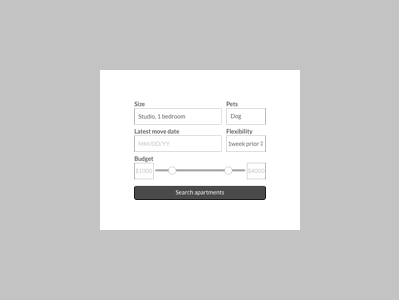 Size Pets
Studio, 1 bedroom Dog
Latest move date Flexibility
MM/DD/YY 1week prior
Budget
$1000 $4000
Search apartments